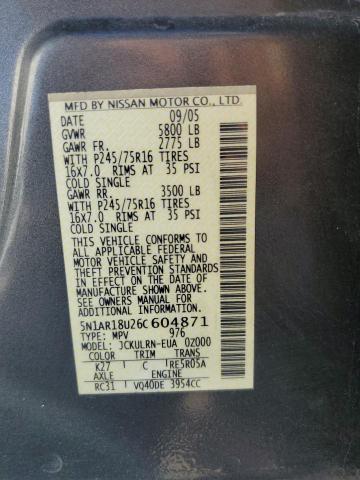 MFD BY NISSAN MOTOR CO., LTD.
DATE 09/05
GVWR 5800 LB
GAWR FR. 2775 LB
WITH P245/75R16 TIRES
16x7.0 RIMS AT 35 PSI
COLD SINGLE
GAWR RR. 3500 LB
WITH P245/75R16 TIRES
16x7.0 RIMS AT 35 PSI
COLD SINGLE
THIS VEHICLE CONFORMS TO
ALL APPLICABLE FEDERAL
MOTOR VEHICLE SAFETY AND
THEFT PREVENTION STANDARDS
IN EFFECT ON THE DATE OF
MANUFACTURE SHOWN ABOVE.
SEE OWNERS MANUAL FOR
ADDITIONAL INFORMATION.
5N1AR18U26C604871
TYPE: MPV 976
MODEL: JCKULRN-EUA 0Z000
COLOR TRIM TRANS
K27 C RE5R05A
AXLE ENGINE
RC31 VQ40DE 3954CC